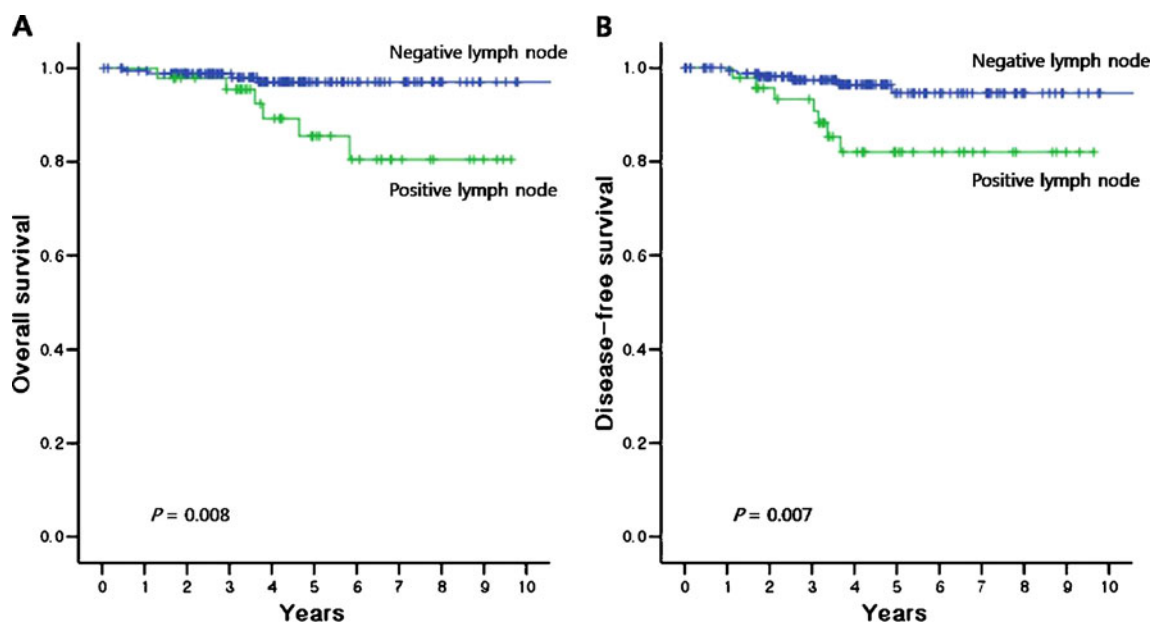 A
Overall survival
1.0
0.8
0.6
0.4
0.2
0.0
Negative lymph node
Positive lymph node
P = 0.008
0 1 2 3 4 5 6 7 8 9 10
Years
B
Disease-free survival
1.0
0.8
0.6
0.4
0.2
0.0
Negative lymph node
Positive lymph node
P = 0.007
0 1 2 3 4 5 6 7 8 9 10
Years